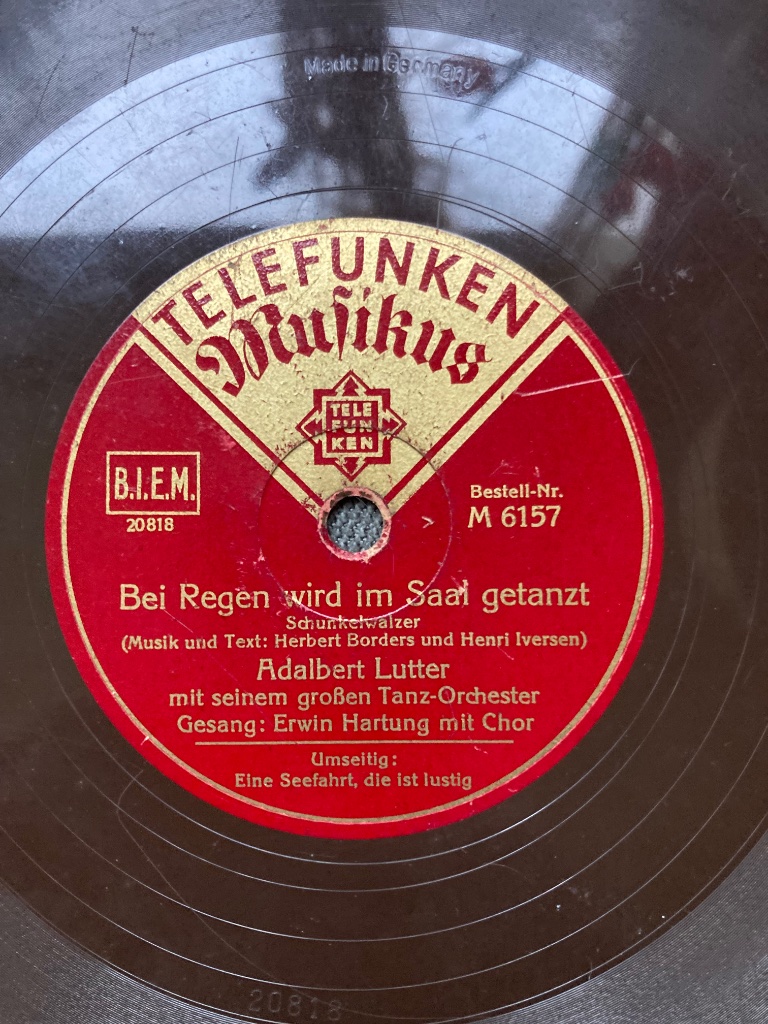 Made in Germany
TELEFUNKEN
Musikus
TELE
FUN
KEN
B.I.E.M.
20818
Bestell-Nr.
M 6157
Bei Regen wird im Saal getanzt
Schunkelwalzer
(Musik und Text: Herbert Borders und Henri Iversen)
Adalbert Lutter
mit seinem großen Tanz-Orchester
Gesang: Erwin Hartung mit Chor
Umseitig:
Eine Seefahrt, die ist lustig
20818